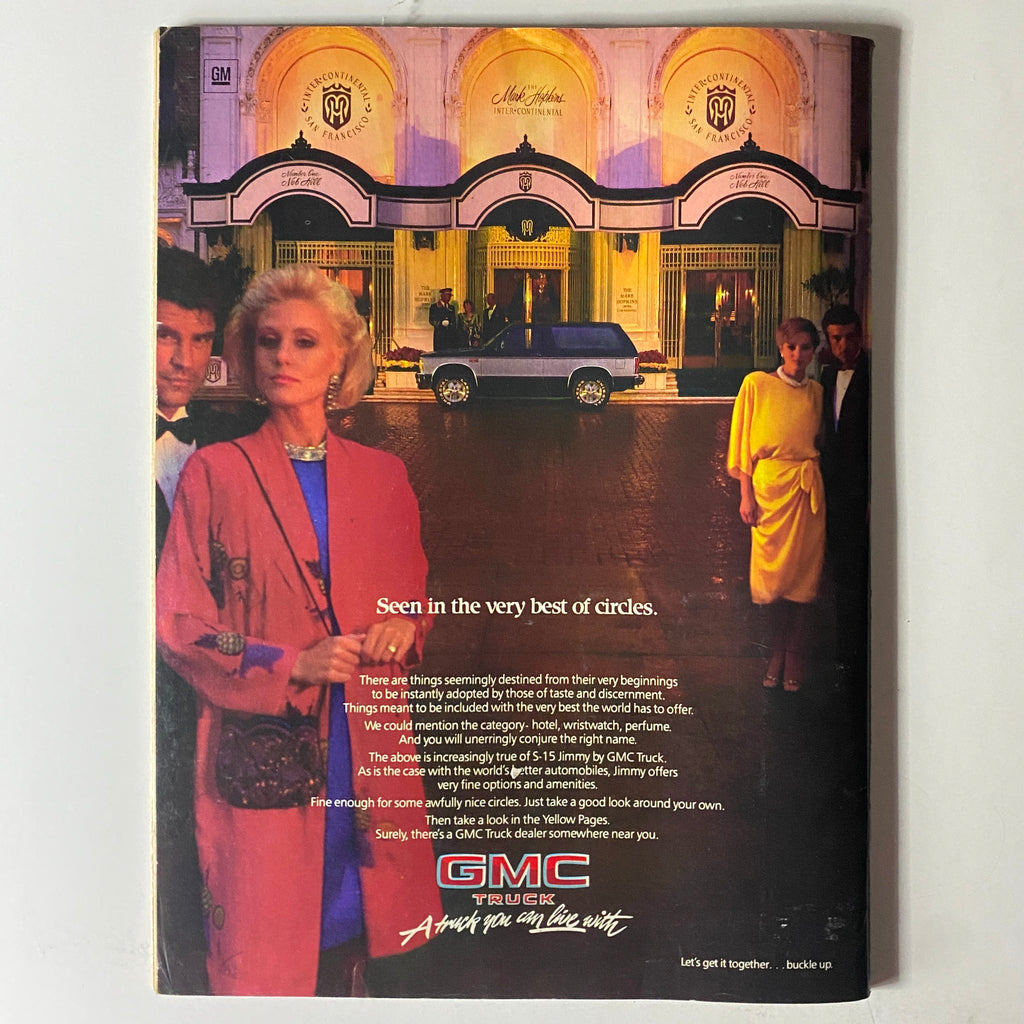 GM
INTER·CONTINENTAL
SAN FRANCISCO
THE
Mark Hopkins
INTER·CONTINENTAL
INTER·CONTINENTAL
SAN FRANCISCO
Number One
Nob Hill
Number One
Nob Hill
THE
MARK
HOPKINS
THE
MARK
HOPKINS
Seen in the very best of circles.
There are things seemingly destined from their very beginnings
to be instantly adopted by those of taste and discernment.
Things meant to be included with the very best the world has to offer.
We could mention the category- hotel, wristwatch, perfume.
And you will unerringly conjure the right name.
The above is increasingly true of S-15 Jimmy by GMC Truck.
As is the case with the world's better automobiles, Jimmy offers
very fine options and amenities.
Fine enough for some awfully nice circles. Just take a good look around your own.
Then take a look in the Yellow Pages.
Surely, there's a GMC Truck dealer somewhere near you.
GMC
TRUCK
A truck you can live with
Let's get it together. . . buckle up.